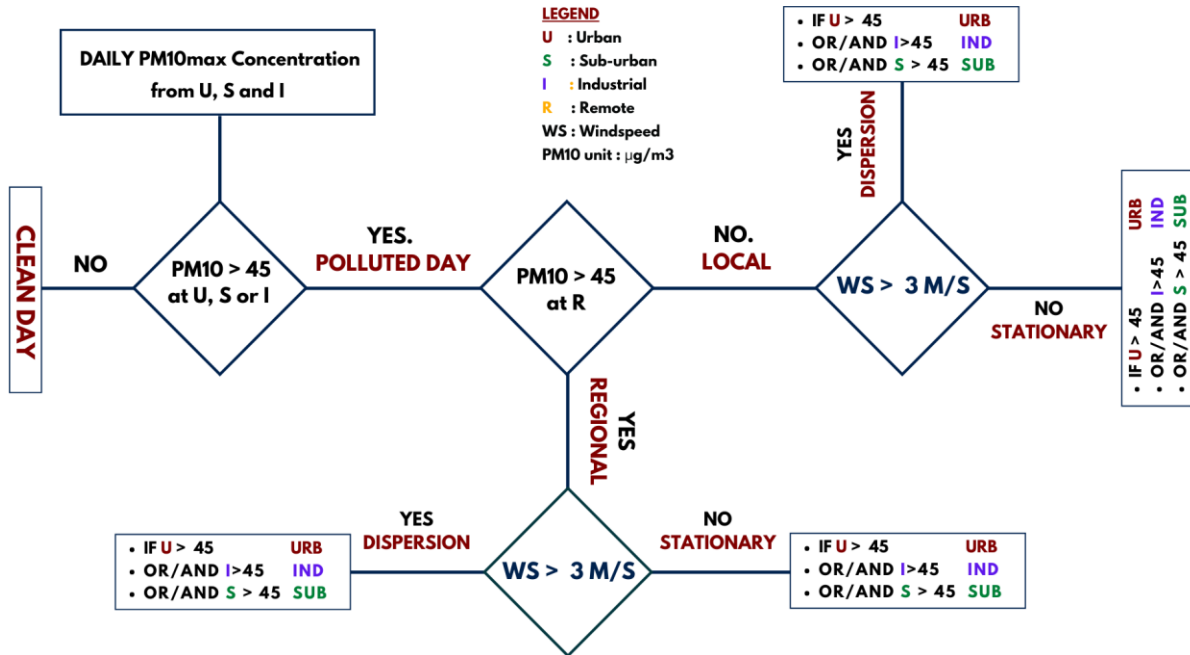 DAILY PM10max Concentration
from U, S and I
LEGEND
U : Urban
S : Sub-urban
I : Industrial
R : Remote
WS : Windspeed
PM10 unit : µg/m3
• IF U > 45 URB
• OR/AND I>45 IND
• OR/AND S > 45 SUB
YES
DISPERSION
CLEAN DAY
NO
PM10 > 45
at U, S or I
YES.
POLLUTED DAY
PM10 > 45
at R
NO.
LOCAL
WS > 3 M/S
NO
STATIONARY
• IF U > 45 URB
• OR/AND I>45 IND
• OR/AND S > 45 SUB
YES
REGIONAL
WS > 3 M/S
YES
DISPERSION
• IF U > 45 URB
• OR/AND I>45 IND
• OR/AND S > 45 SUB
NO
STATIONARY
• IF U > 45 URB
• OR/AND I>45 IND
• OR/AND S > 45 SUB